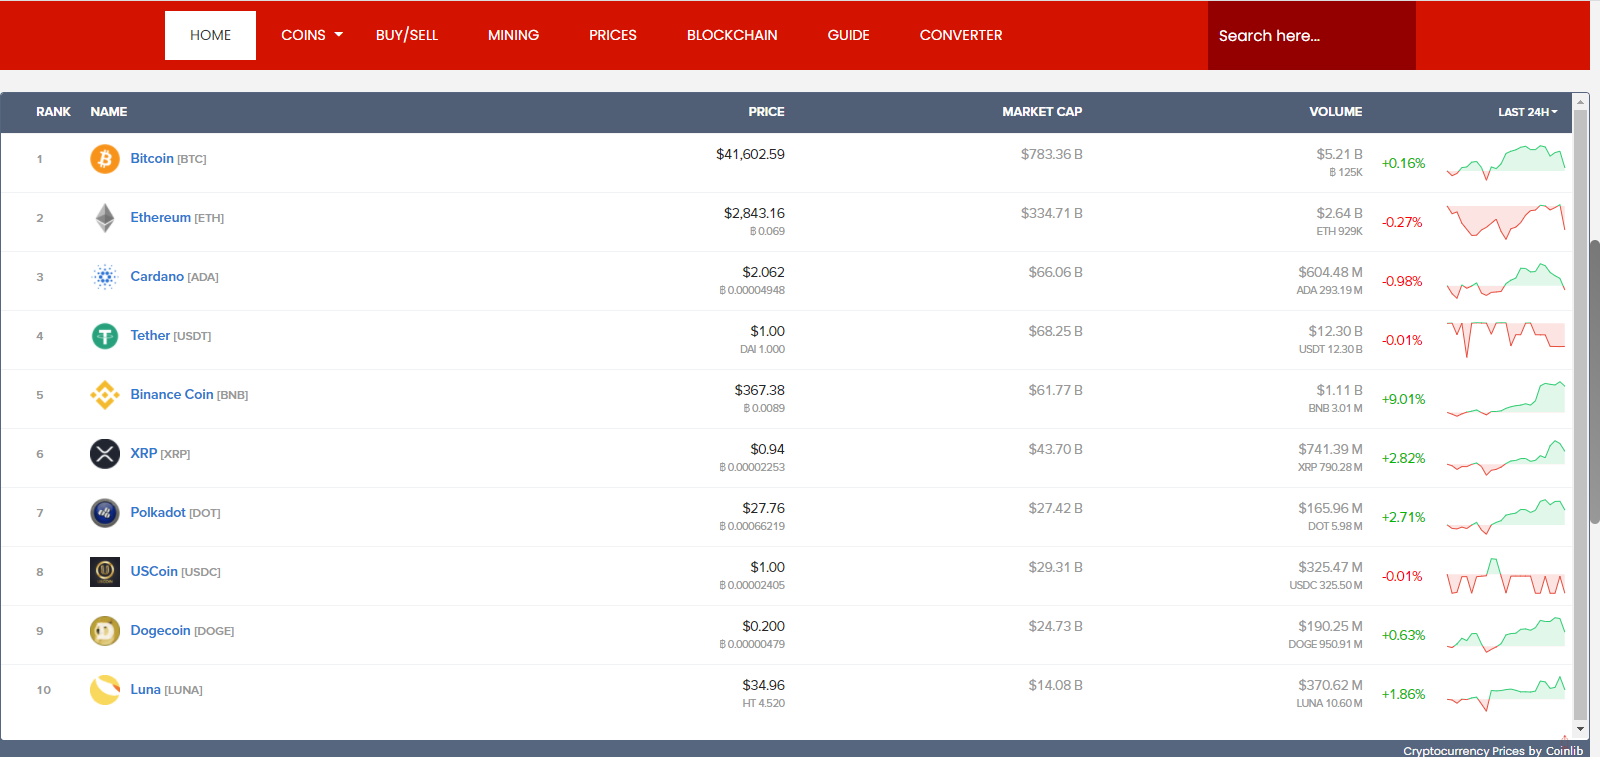 HOME COINS BUY/SELL MINING PRICES BLOCKCHAIN GUIDE CONVERTER Search here...
RANK NAME PRICE MARKET CAP VOLUME LAST 24H
1 Bitcoin [BTC] $41,602.59 $783.36 B $5.21 B +0.16%
฿ 125K
2 Ethereum [ETH] $2,843.16 $334.71 B $2.64 B -0.27%
฿ 0.069 ETH 929K
3 Cardano [ADA] $2.062 $66.06 B $604.48 M -0.98%
฿ 0.00004948 ADA 293.19 M
4 Tether [USDT] $1.00 $68.25 B $12.30 B -0.01%
DAI 1.000 USDT 12.30 B
5 Binance Coin [BNB] $367.38 $61.77 B $1.11 B +9.01%
฿ 0.0089 BNB 3.01 M
6 XRP [XRP] $0.94 $43.70 B $741.39 M +2.82%
฿ 0.00002253 XRP 790.28 M
7 Polkadot [DOT] $27.76 $27.42 B $165.96 M +2.71%
฿ 0.00066219 DOT 5.98 M
8 USCoin [USDC] $1.00 $29.31 B $325.47 M -0.01%
฿ 0.00002405 USDC 325.50 M
9 Dogecoin [DOGE] $0.200 $24.73 B $190.25 M +0.63%
฿ 0.00000479 DOGE 950.91 M
10 Luna [LUNA] $34.96 $14.08 B $370.62 M +1.86%
HT 4.520 LUNA 10.60 M
Cryptocurrency Prices by Coinlib